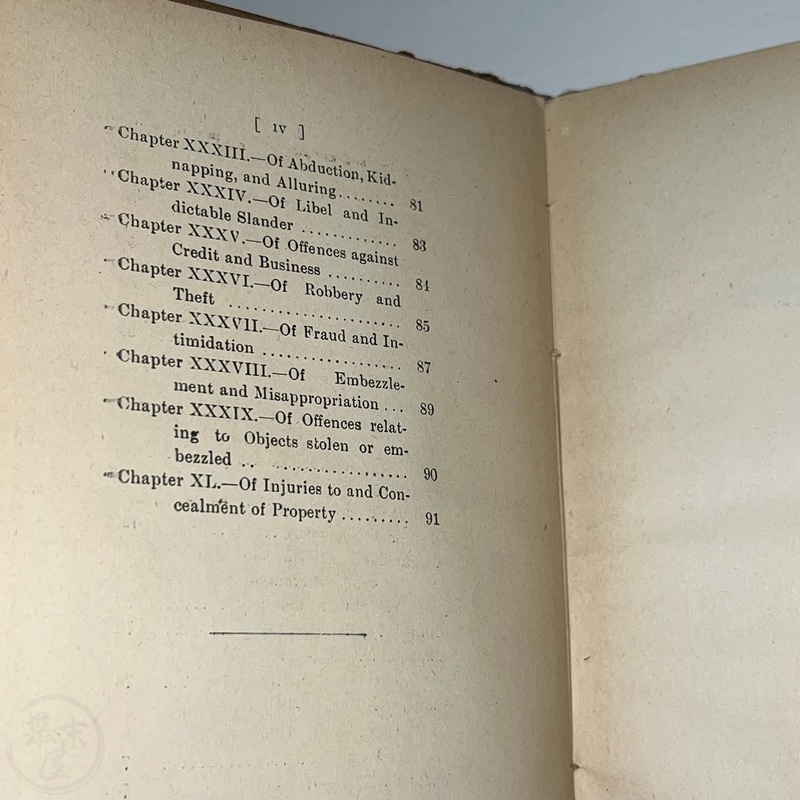 [ IV ]
Chapter XXXIII.—Of Abduction, Kid-
napping, and Alluring........ 81
Chapter XXXIV.—Of Libel and In-
dictable Slander ............. 83
Chapter XXXV.—Of Offences against
Credit and Business .......... 84
Chapter XXXVI.—Of Robbery and
Theft ...................... 85
Chapter XXXVII.—Of Fraud and In-
timidation .................. 87
Chapter XXXVIII.—Of Embezzle-
ment and Misappropriation ... 89
Chapter XXXIX.—Of Offences relat-
ing to Objects stolen or em-
bezzled .. ................. 90
Chapter XL.—Of Injuries to and Con-
cealment of Property ......... 91
幕末屋